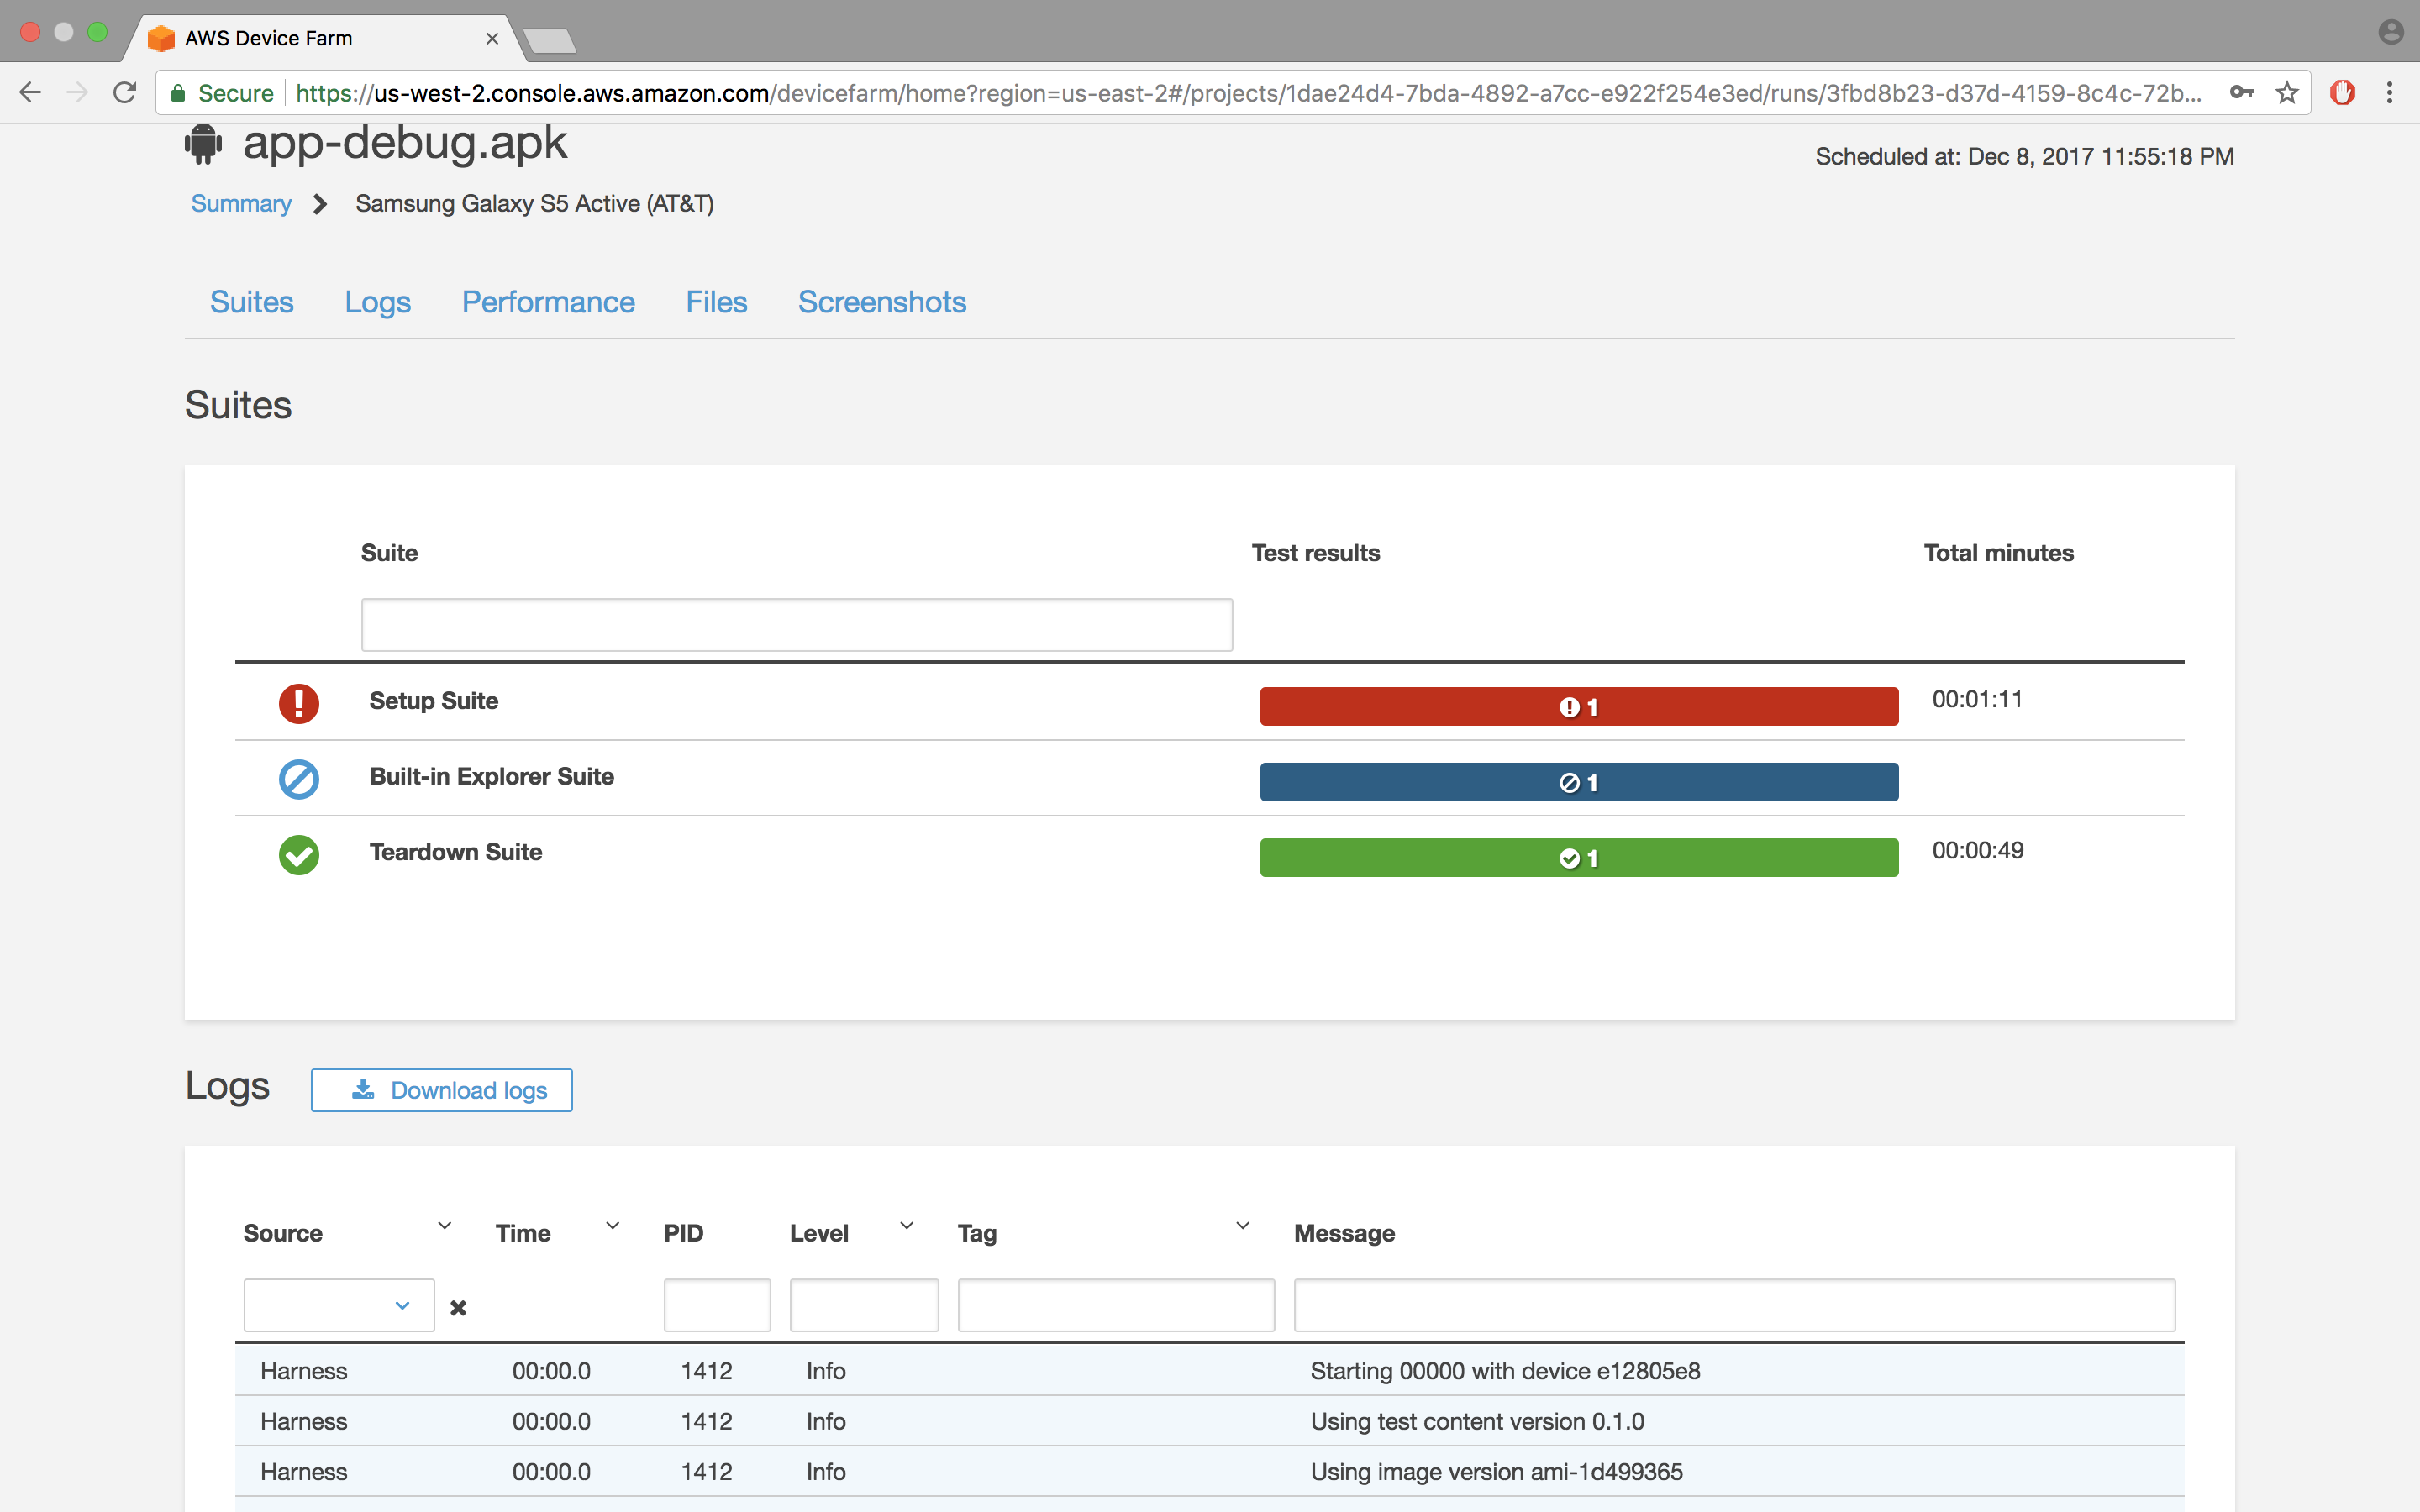 AWS Device Farm
Secure https://us-west-2.console.aws.amazon.com/devicefarm/home?region=us-east-2#/projects/1dae24d4-7bda-4892-a7cc-e922f254e3ed/runs/3fbd8b23-d37d-4159-8c4c-72b...
app-debug.apk
Scheduled at: Dec 8, 2017 11:55:18 PM
Summary Samsung Galaxy S5 Active (AT&T)
Suites Logs Performance Files Screenshots
Suites
Suite Test results Total minutes
Setup Suite 1 00:01:11
Built-in Explorer Suite 1
Teardown Suite 1 00:00:49
Logs Download logs
Source Time PID Level Tag Message
Harness 00:00.0 1412 Info Starting 00000 with device e12805e8
Harness 00:00.0 1412 Info Using test content version 0.1.0
Harness 00:00.0 1412 Info Using image version ami-1d499365